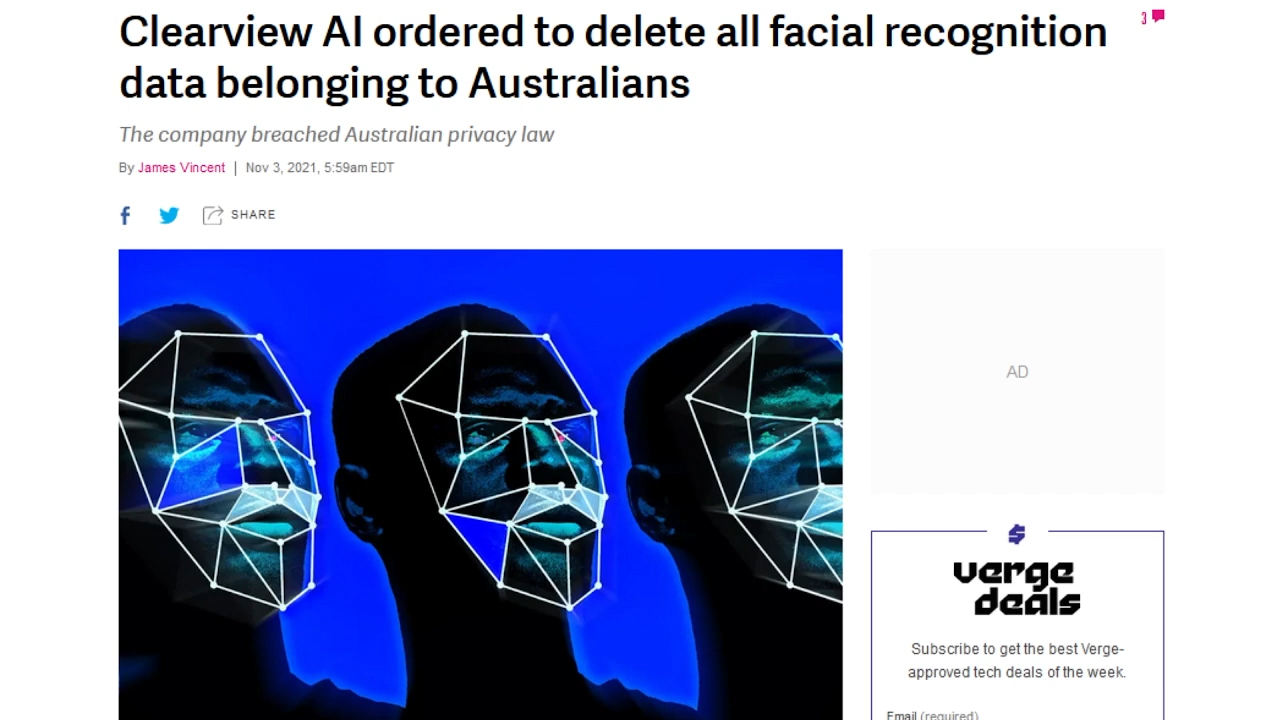 Clearview AI ordered to delete all facial recognition
data belonging to Australians
3
The company breached Australian privacy law
By James Vincent | Nov 3, 2021, 5:59am EDT
SHARE
AD
verge
deals
Subscribe to get the best Verge-
approved tech deals of the week.
Email (required)